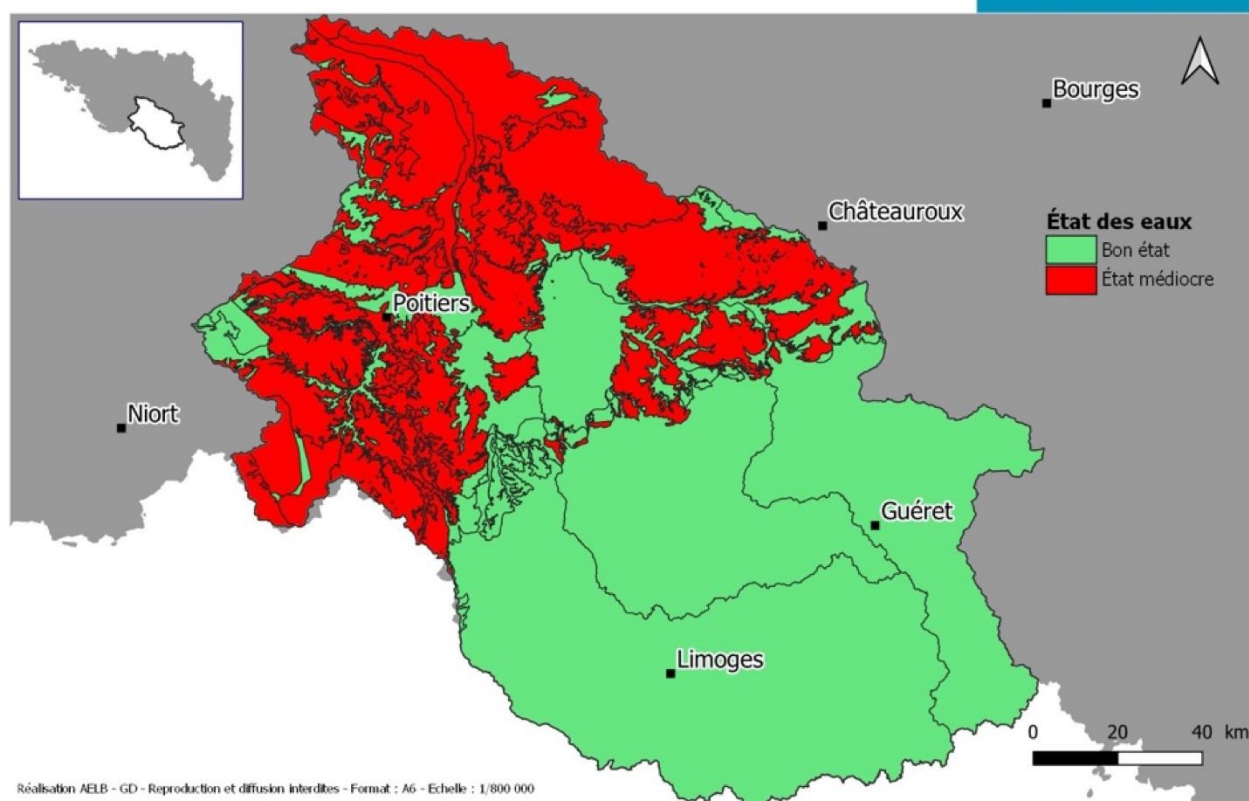 Bourges
Châteauroux
État des eaux
Bon état
État médiocre
Poitiers
Niort
Guéret
Limoges
0 20 40 km
Réalisation AELB - GD - Reproduction et diffusion interdites - Format : A6 - Echelle : 1/800 000